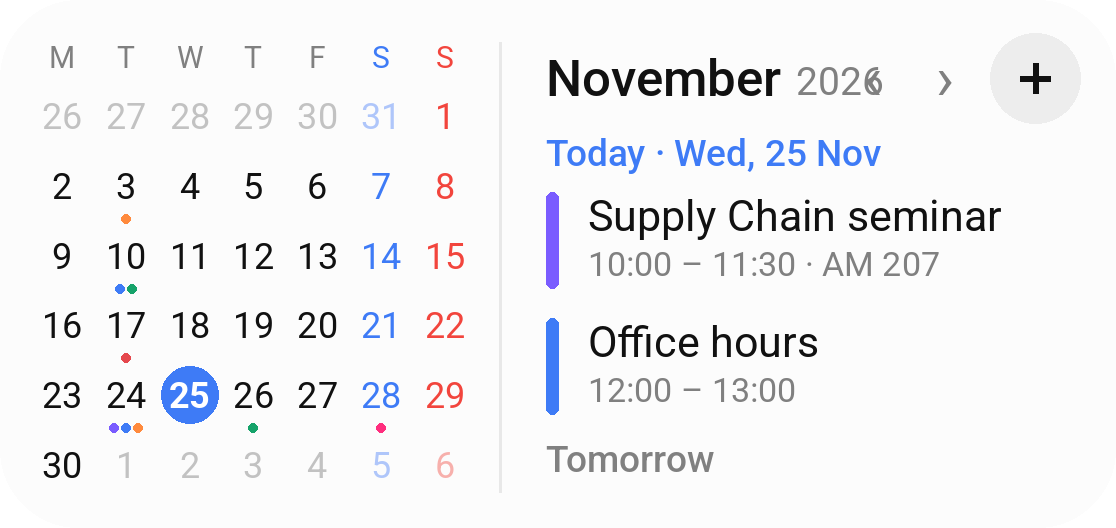 M T W T F S S
26 27 28 29 30 31 1
2 3 4 5 6 7 8
9 10 11 12 13 14 15
16 17 18 19 20 21 22
23 24 25 26 27 28 29
30 1 2 3 4 5 6
November 2026 › +
Today · Wed, 25 Nov
Supply Chain seminar
10:00 – 11:30 · AM 207
Office hours
12:00 – 13:00
Tomorrow